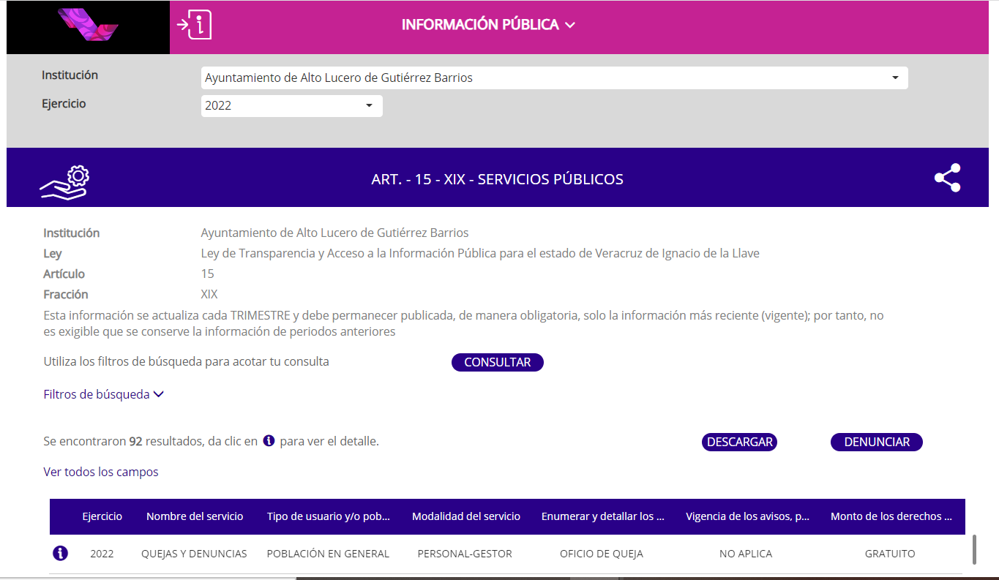 INFORMACIÓN PÚBLICA
Institución
Ayuntamiento de Alto Lucero de Gutiérrez Barrios
Ejercicio
2022
ART. - 15 - XIX - SERVICIOS PÚBLICOS
Institución Ayuntamiento de Alto Lucero de Gutiérrez Barrios
Ley Ley de Transparencia y Acceso a la Información Pública para el estado de Veracruz de Ignacio de la Llave
Artículo 15
Fracción XIX
Esta información se actualiza cada TRIMESTRE y debe permanecer publicada, de manera obligatoria, solo la información más reciente (vigente); por tanto, no
es exigible que se conserve la información de periodos anteriores
Utiliza los filtros de búsqueda para acotar tu consulta CONSULTAR
Filtros de búsqueda
Se encontraron 92 resultados, da clic en i para ver el detalle. DESCARGAR DENUNCIAR
Ver todos los campos
Ejercicio Nombre del servicio Tipo de usuario y/o pob... Modalidad del servicio Enumerar y detallar los ... Vigencia de los avisos, p... Monto de los derechos ...
2022 QUEJAS Y DENUNCIAS POBLACIÓN EN GENERAL PERSONAL-GESTOR OFICIO DE QUEJA NO APLICA GRATUITO